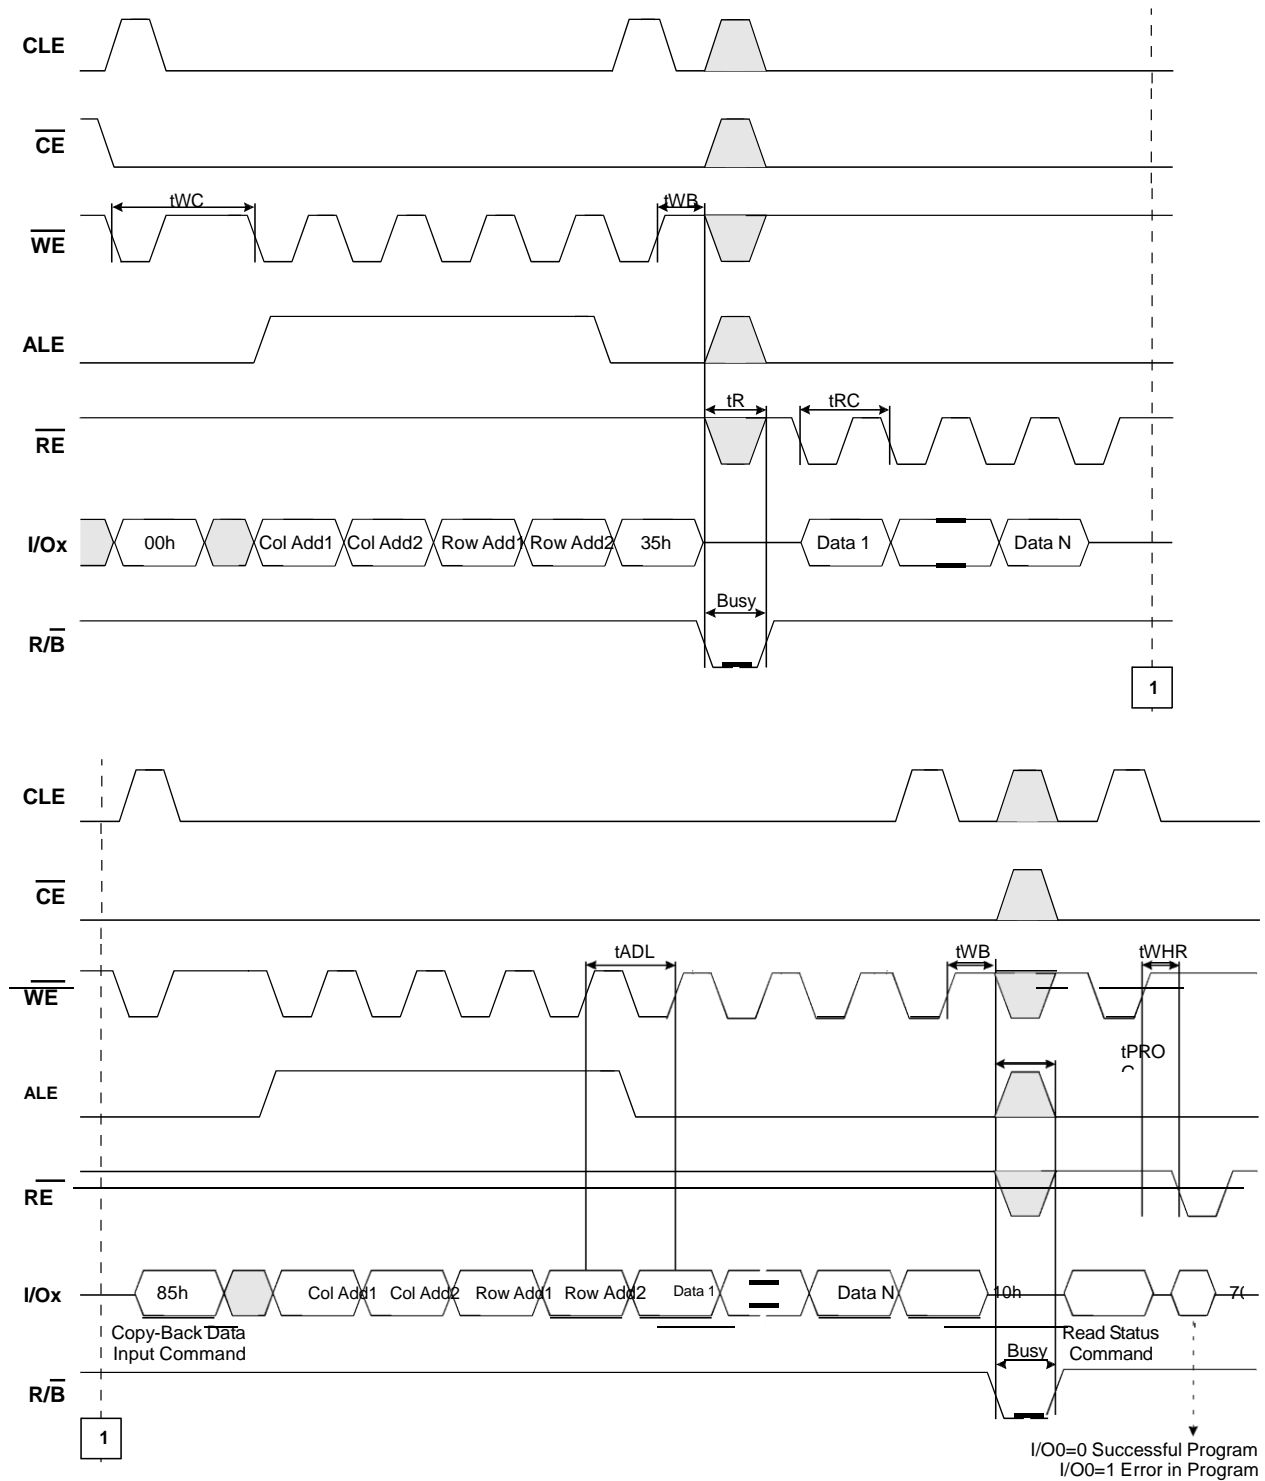 CLE
CE
tWC
tWB
WE
ALE
tR
tRC
RE
I/Ox
00h
Col Add1
Col Add2
Row Add1
Row Add2
35h
Data 1
Data N
Busy
R/B
1
CLE
CE
tADL
tWB
tWHR
WE
tPRO
ALE
RE
I/Ox
85h
Col Add1
Col Add2
Row Add1
Row Add2
Data 1
Data N
10h
Copy-Back Data
Input Command
Read Status
Command
Busy
R/B
1
I/O0=0 Successful Program
I/O0=1 Error in Program